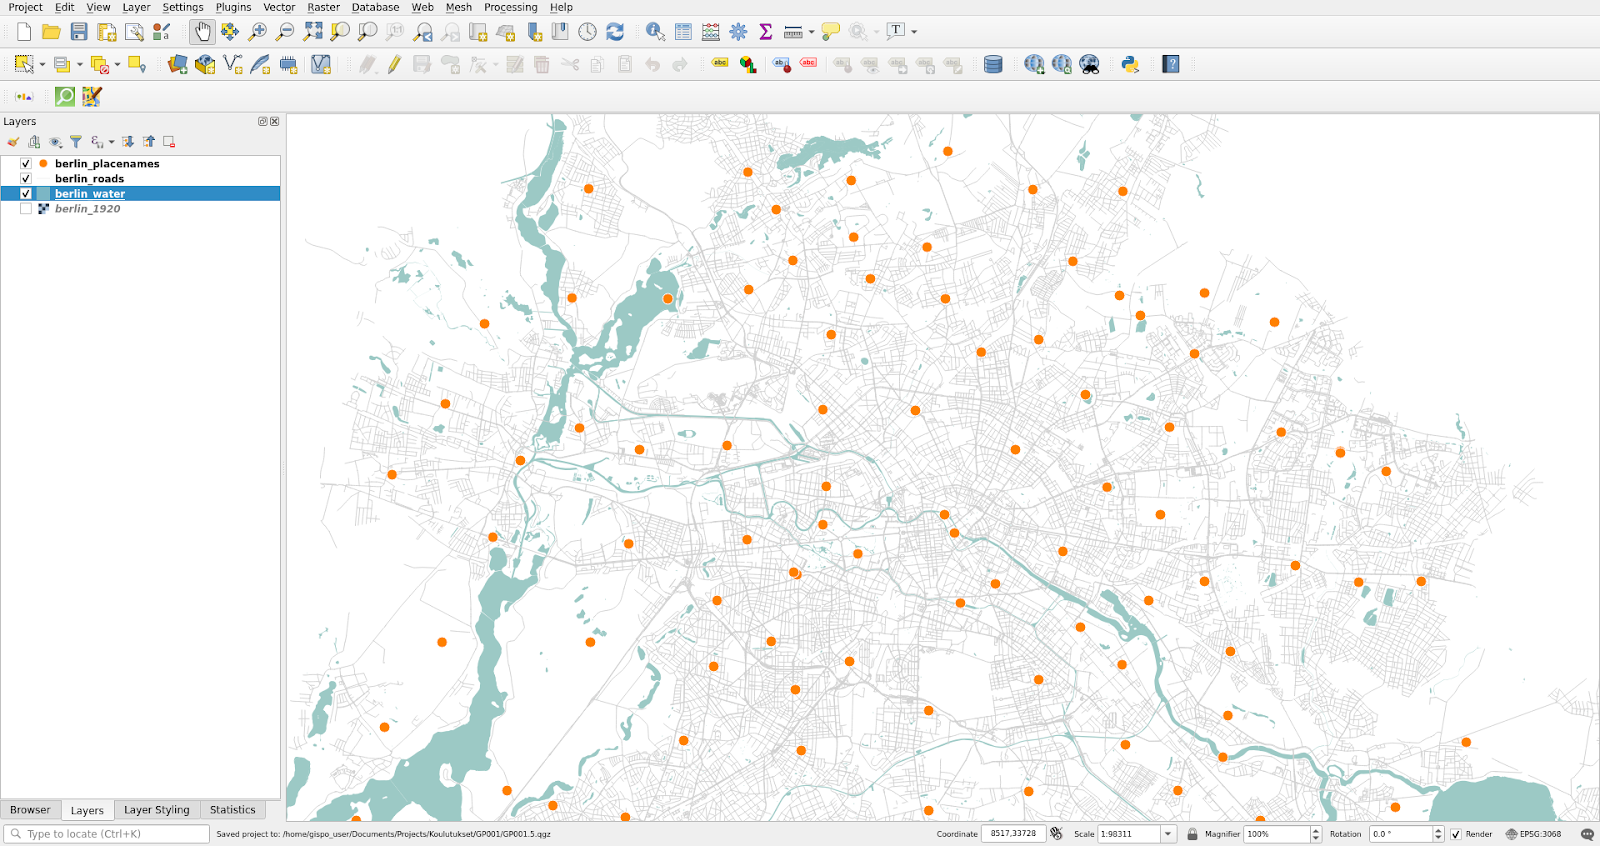 Project Edit View Layer Settings Plugins Vector Raster Database Web Mesh Processing Help
Layers
berlin_placenames
berlin_roads
berlin_water
berlin_1920
Browser Layers Layer Styling Statistics
Type to locate (Ctrl+K) Saved project to: /home/gispo_user/Documents/Projects/Koulutukset/GP001/GP001.5.qgz Coordinate 8517,33728 Scale 1:98311 Magnifier 100% Rotation 0.0 ° Render EPSG:3068